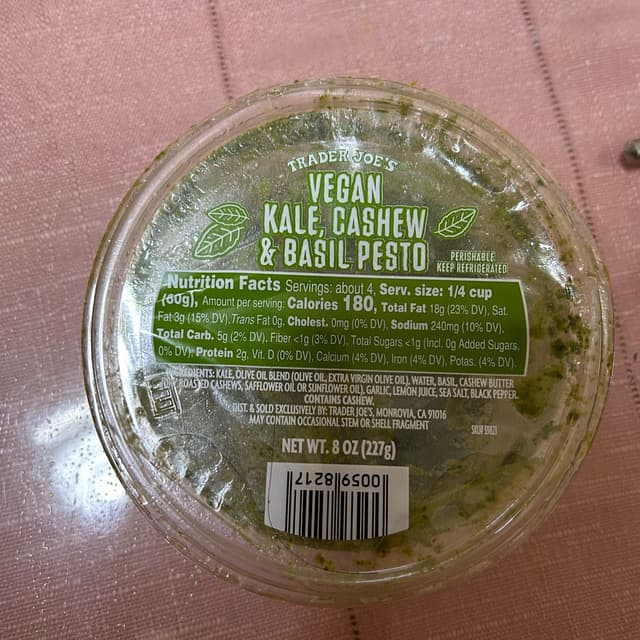 TRADER JOE'S
VEGAN
KALE, CASHEW
& BASIL PESTO
PERISHABLE
KEEP REFRIGERATED
Nutrition Facts Servings: about 4, Serv. size: 1/4 cup
(60g), Amount per serving: Calories 180, Total Fat 18g (23% DV), Sat.
Fat 3g (15% DV), Trans Fat 0g, Cholest. 0mg (0% DV), Sodium 240mg (10% DV),
Total Carb. 5g (2% DV), Fiber <1g (3% DV), Total Sugars <1g (Incl. 0g Added Sugars,
0% DV), Protein 2g, Vit. D (0% DV), Calcium (4% DV), Iron (4% DV), Potas. (4% DV).
INGREDIENTS: KALE, OLIVE OIL BLEND (OLIVE OIL, EXTRA VIRGIN OLIVE OIL), WATER, BASIL, CASHEW BUTTER
(ROASTED CASHEWS, SAFFLOWER OIL OR SUNFLOWER OIL), GARLIC, LEMON JUICE, SEA SALT, BLACK PEPPER.
CONTAINS CASHEW.
DIST. & SOLD EXCLUSIVELY BY: TRADER JOE'S, MONROVIA, CA 91016
MAY CONTAIN OCCASIONAL STEM OR SHELL FRAGMENT
NET WT. 8 OZ (227g)
0059 8217